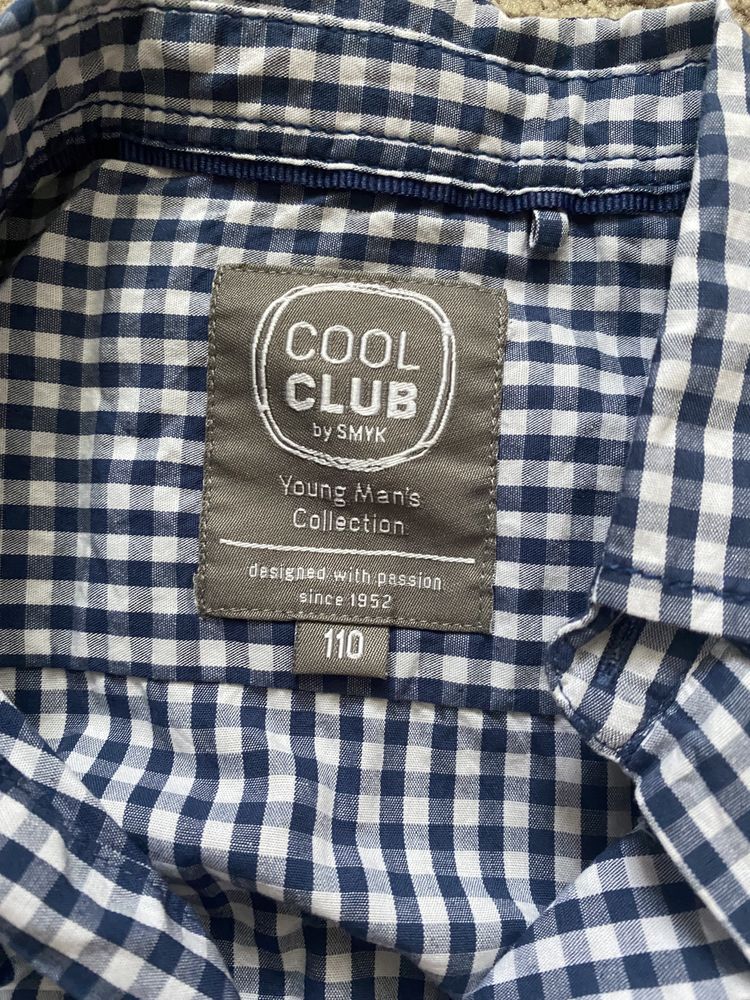 COOL
CLUB
by SMYK
Young Man's
Collection
designed with passion
since 1952
110